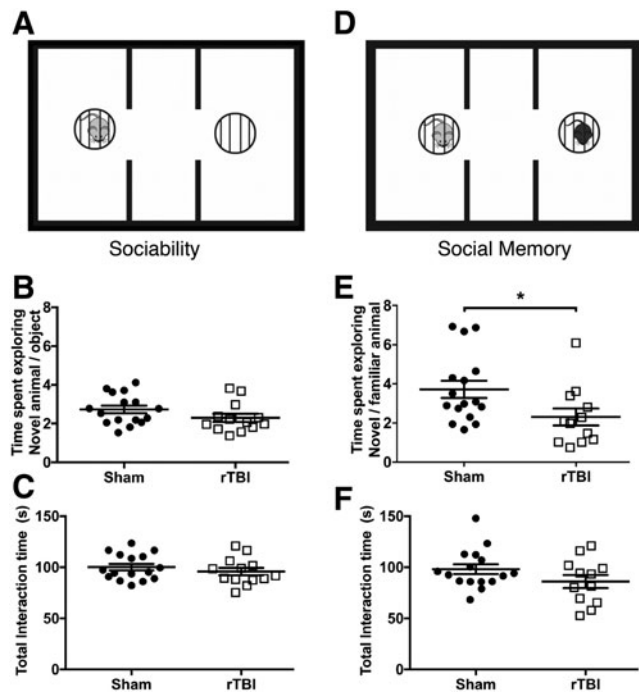 A
Sociability
B
Time spent exploring
Novel animal / object
8
6
4
2
0
Sham
rTBI
C
Total Interaction time (s)
150
100
50
0
Sham
rTBI
D
Social Memory
E
*
Time spent exploring
Novel / familiar animal
8
6
4
2
0
Sham
rTBI
F
Total Interaction time (s)
150
100
50
0
Sham
rTBI